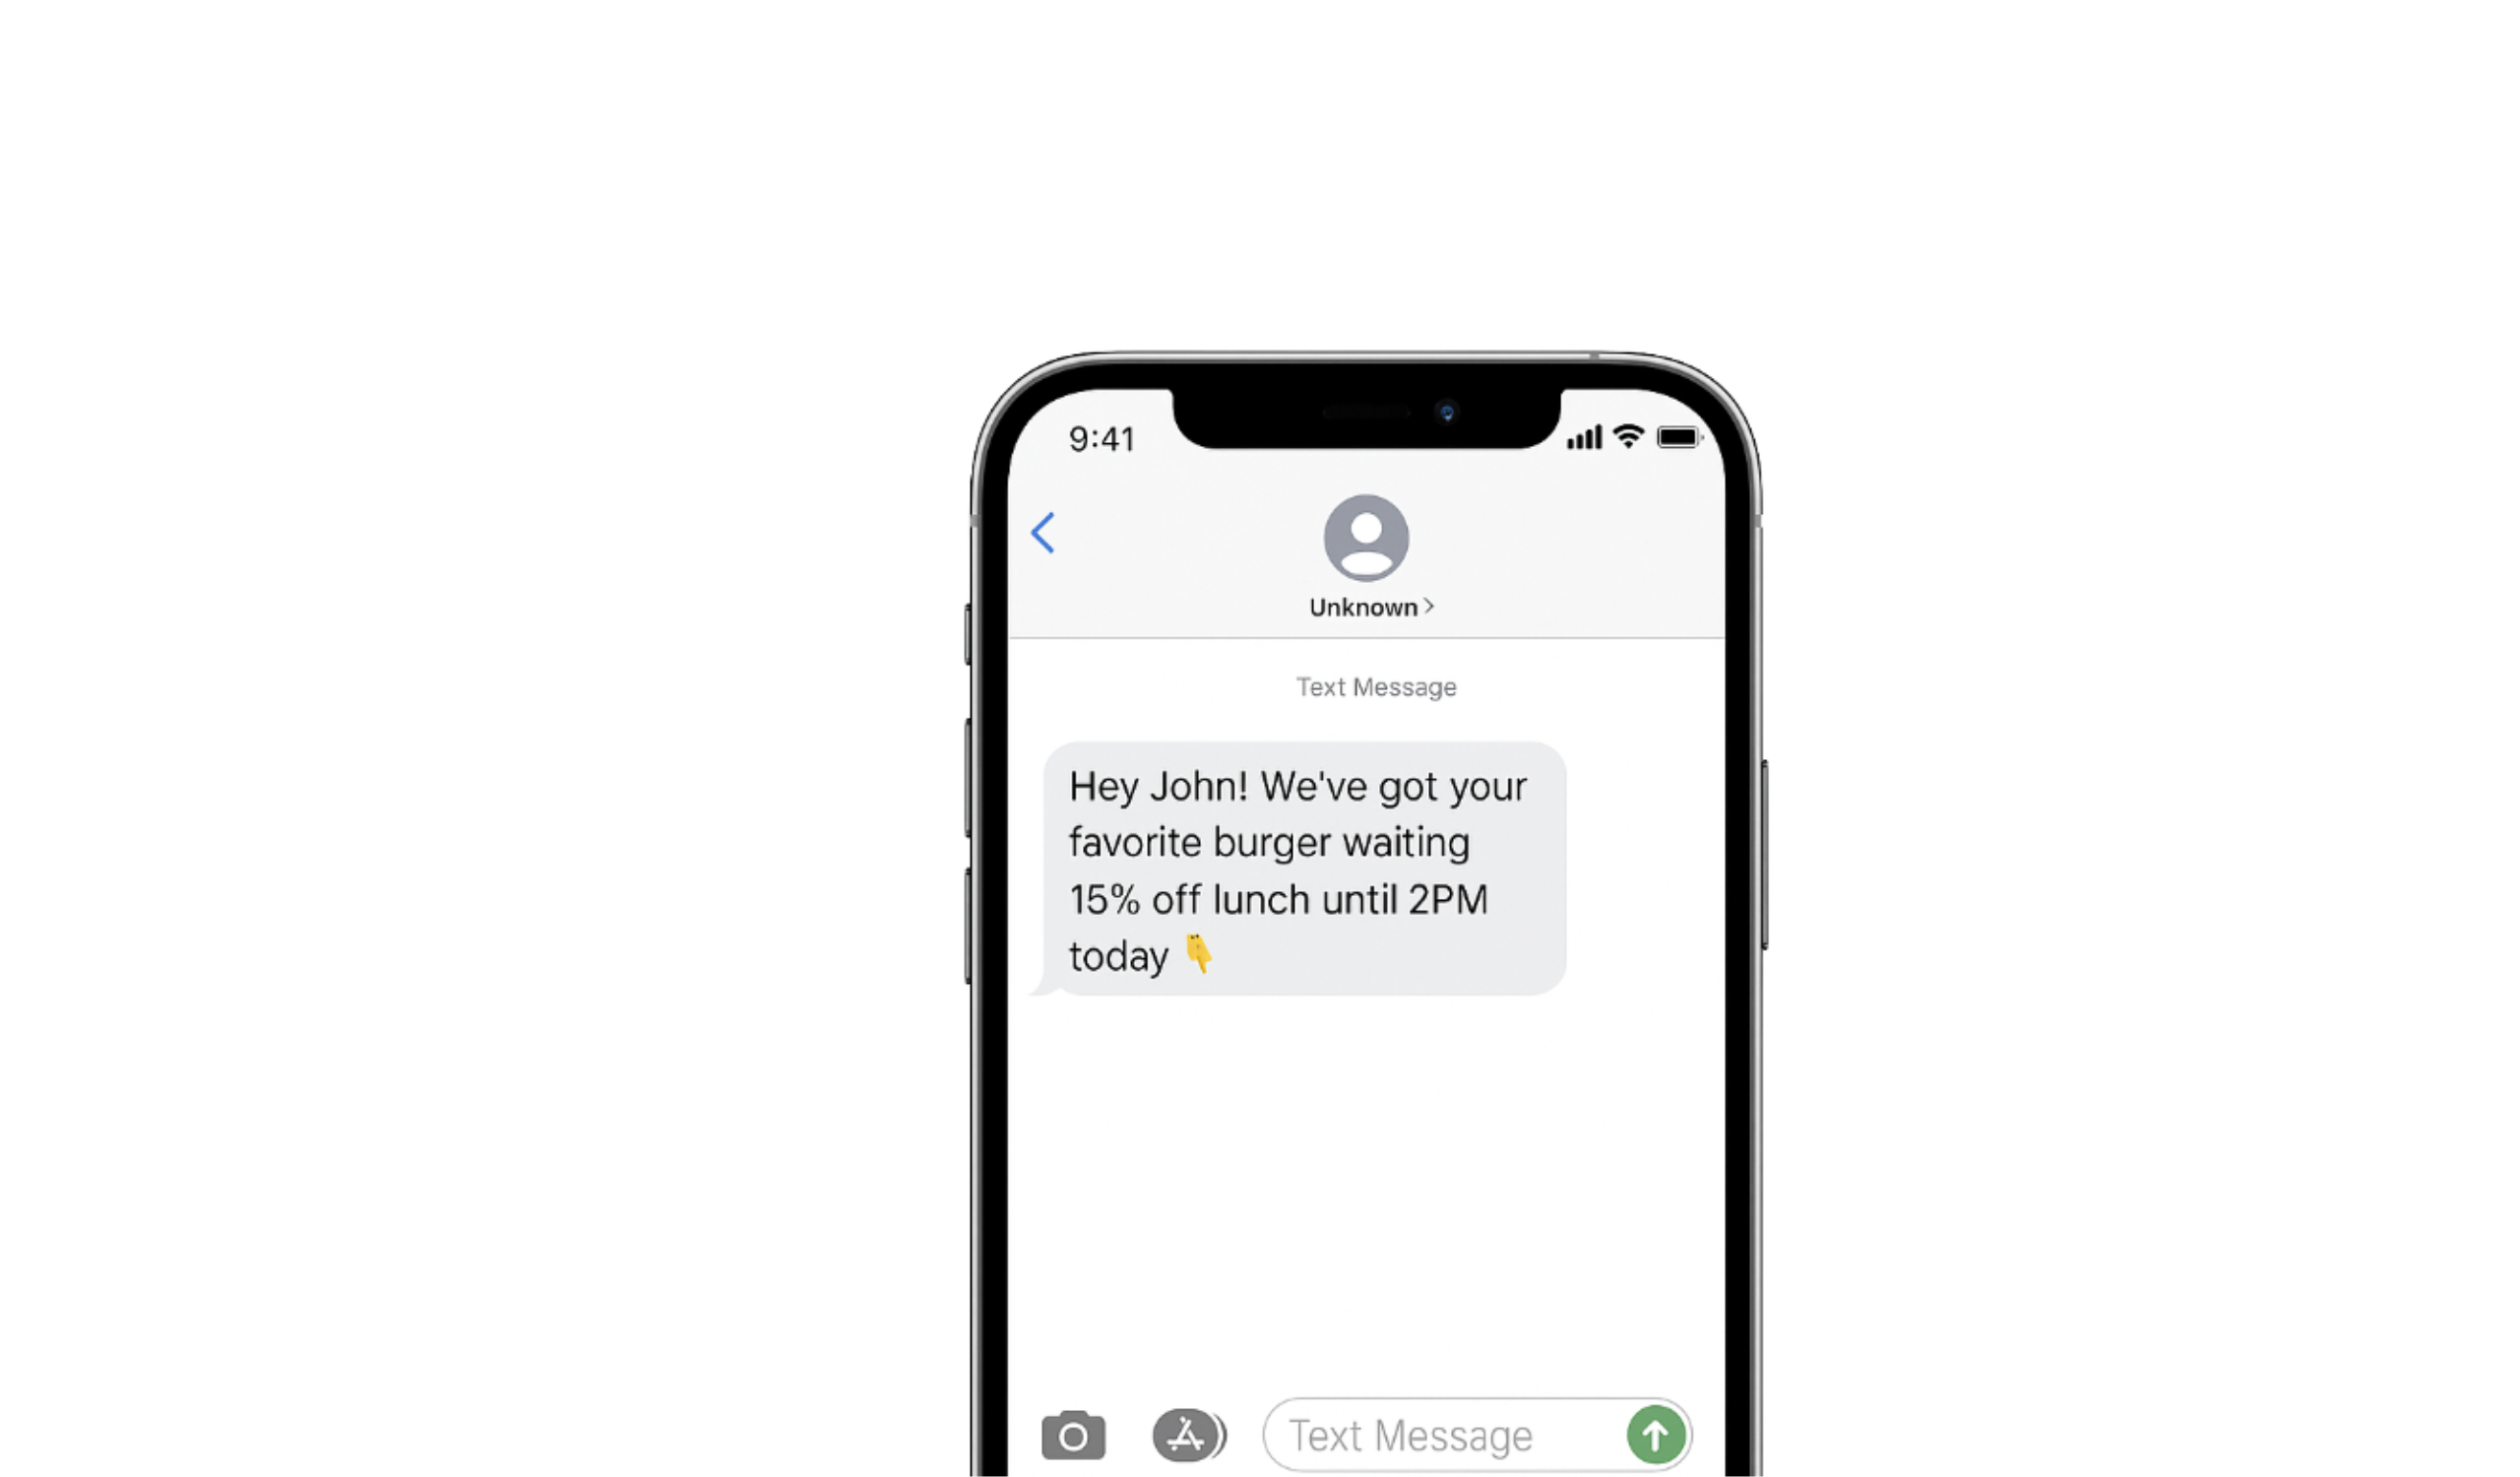 9:41
Unknown >
Text Message
Hey John! We've got your
favorite burger waiting
15% off lunch until 2PM
today 👇
Text Message